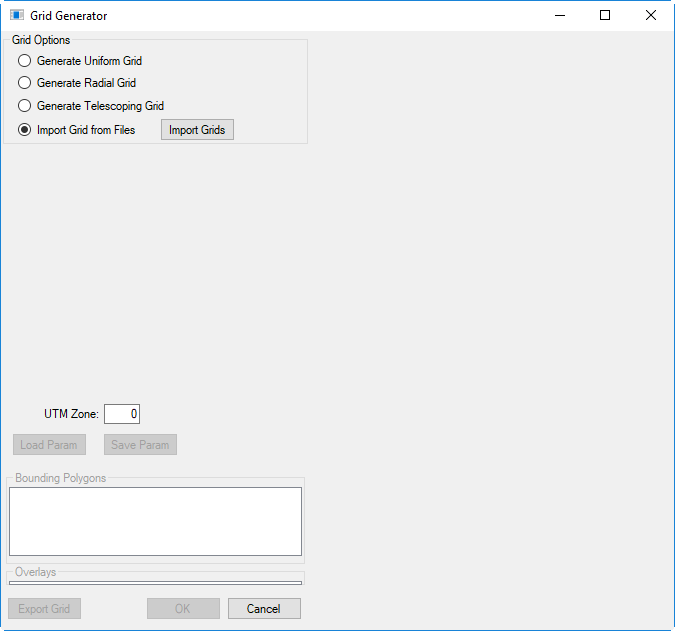 Grid Generator
Grid Options
Generate Uniform Grid
Generate Radial Grid
Generate Telescoping Grid
Import Grid from Files Import Grids
UTM Zone: 0
Load Param Save Param
Bounding Polygons
Overlays
Export Grid OK Cancel